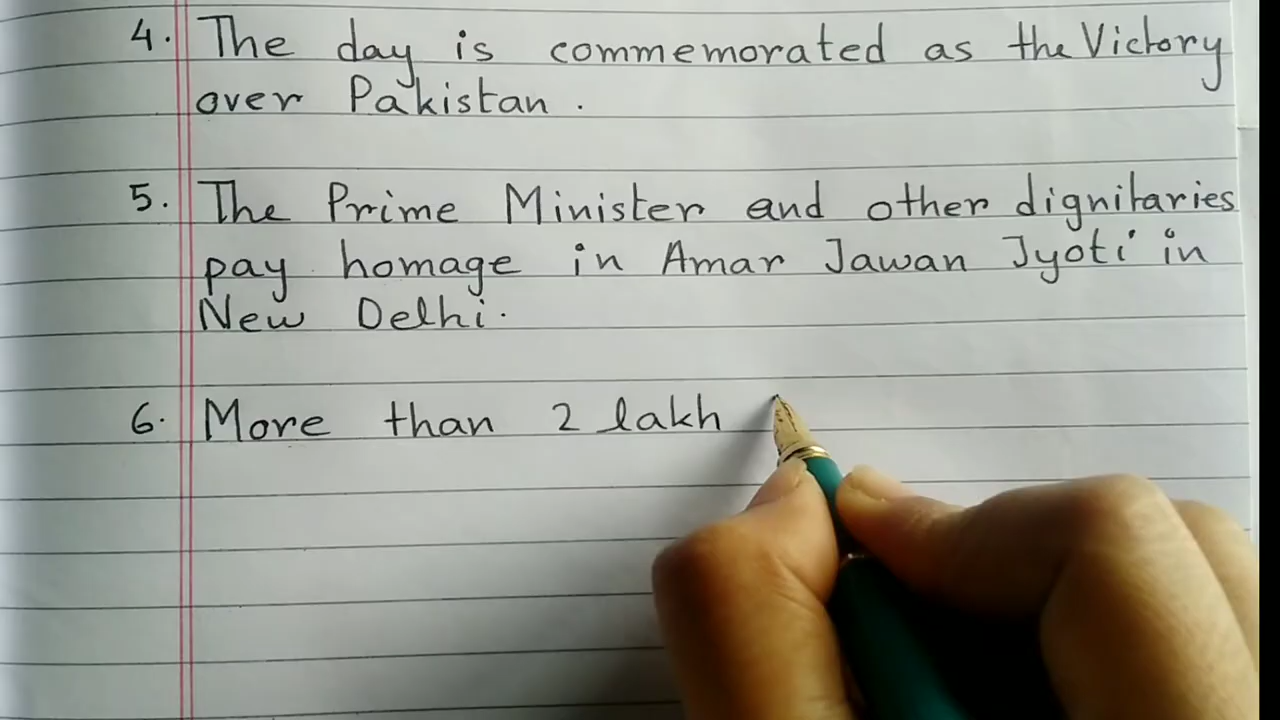 4. The day is commemorated as the Victory
over Pakistan.
5. The Prime Minister and other dignitaries
pay homage in Amar Jawan Jyoti in
New Delhi.
6. More than 2 lakh